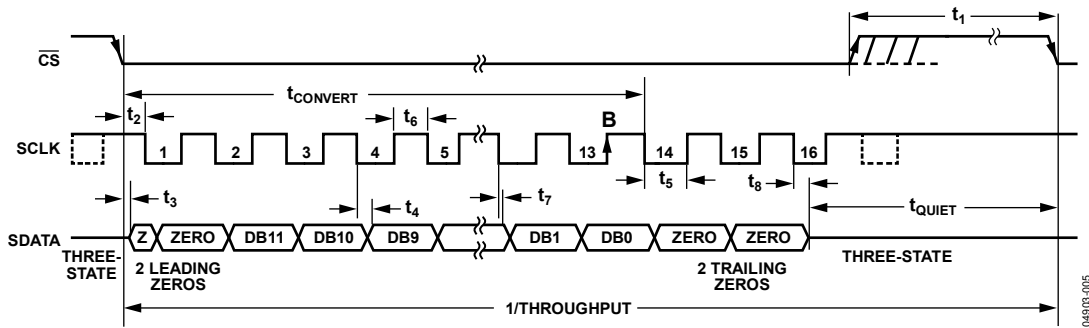 t1
CS
tCONVERT
t2
t6
B
SCLK
1 2 3 4 5 13 14 15 16
t5
t8
t3
t4
t7
tQUIET
SDATA
Z ZERO DB11 DB10 DB9 DB1 DB0 ZERO ZERO
THREE-
STATE
2 LEADING
ZEROS
2 TRAILING
ZEROS
THREE-STATE
1/THROUGHPUT
04903-005